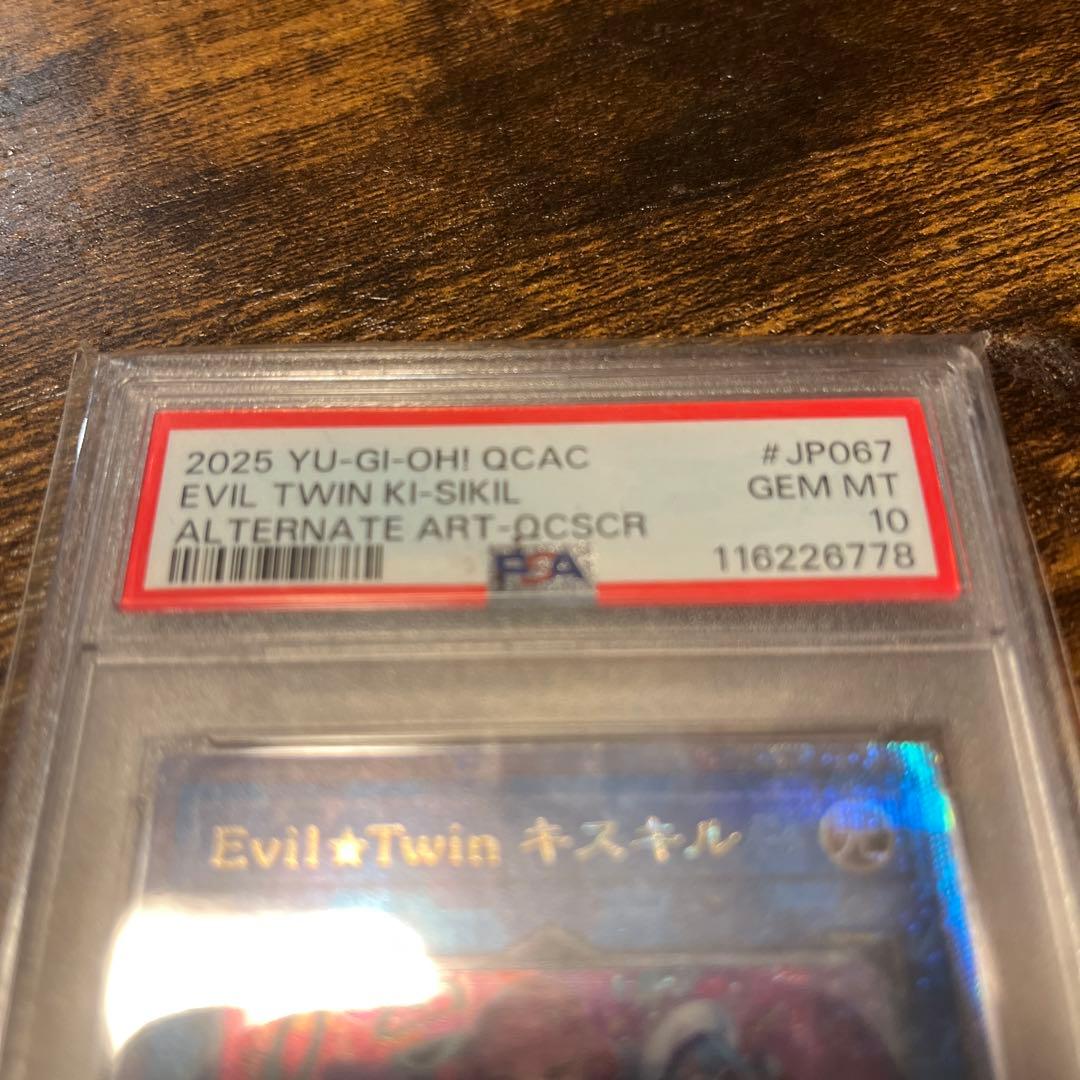 2025 YU-GI-OH! QCAC #JP067
EVIL TWIN KI-SIKIL GEM MT
ALTERNATE ART-QCSCR 10
PSA 116226778
Evil★Twin キスキル